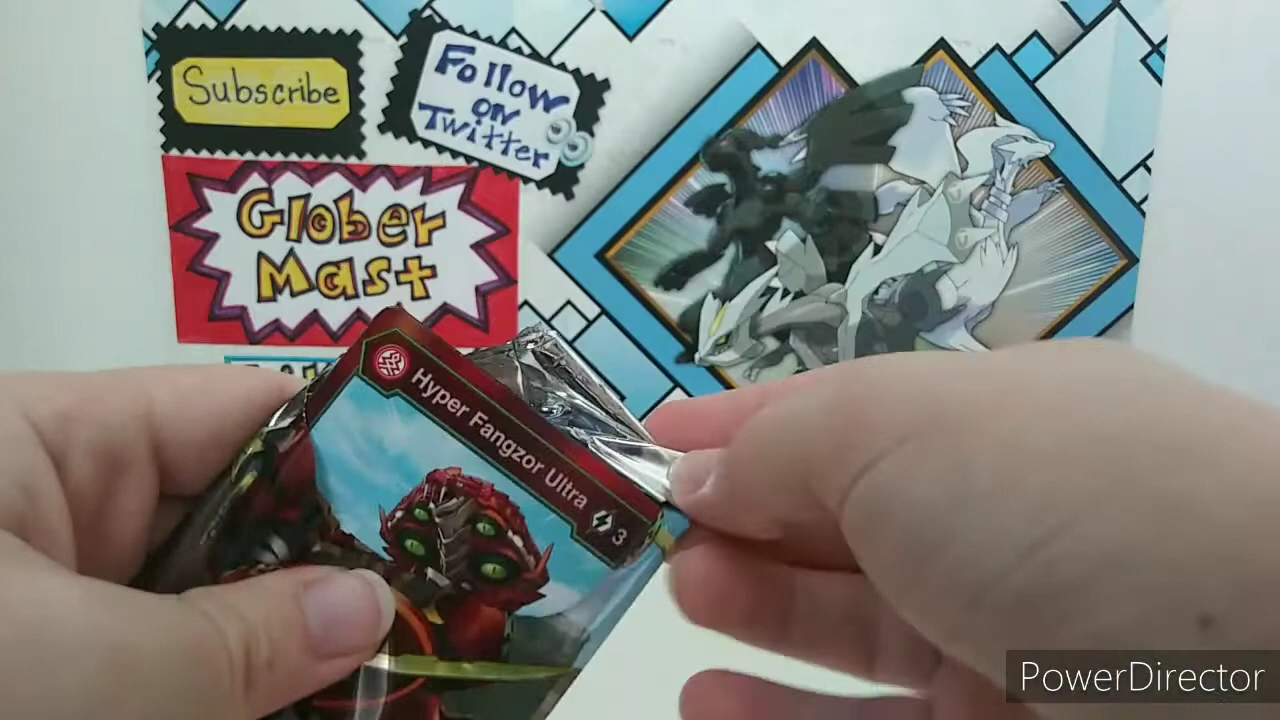 Subscribe
Follow
on
Twitter
Glober
Mast
Hyper Fangzor Ultra 3
PowerDirector